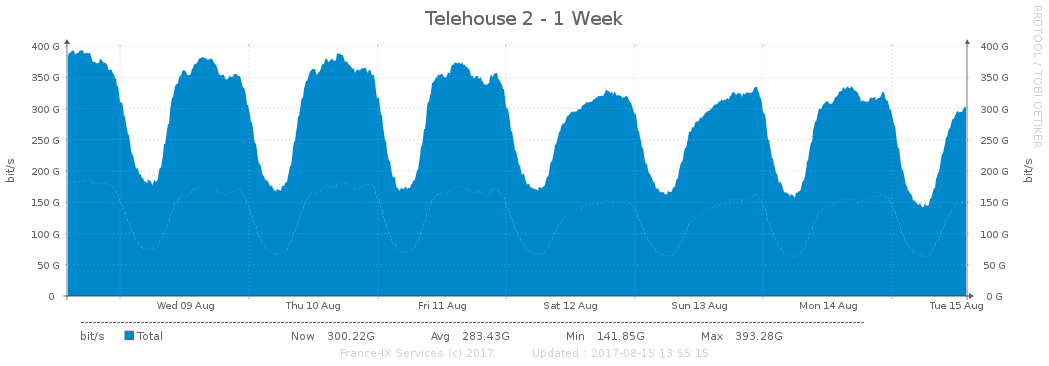 Telehouse 2 - 1 Week
RRDTOOL / TOBI OETIKER
400 G 400 G
350 G 350 G
300 G 300 G
250 G 250 G
200 G 200 G
150 G 150 G
100 G 100 G
50 G 50 G
0 0 G
bit/s bit/s
Wed 09 Aug Thu 10 Aug Fri 11 Aug Sat 12 Aug Sun 13 Aug Mon 14 Aug Tue 15 Aug
bit/s Total Now 300.22G Avg 283.43G Min 141.85G Max 393.28G
France-IX Services (c) 2017 Updated : 2017-08-15 13:55:15